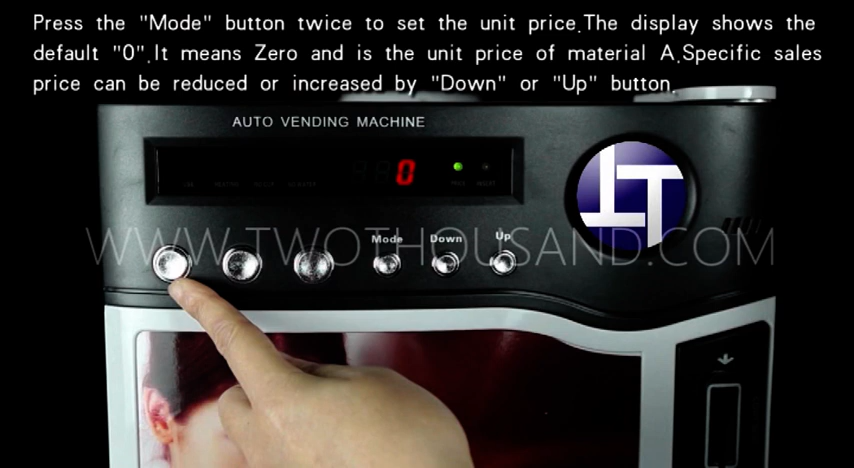 Press the "Mode" button twice to set the unit price.The display shows the
default "0".It means Zero and is the unit price of material A.Specific sales
price can be reduced or increased by "Down" or "Up" button.
AUTO VENDING MACHINE
0
WWW.TWOTHOUSAND.COM
Mode Down Up